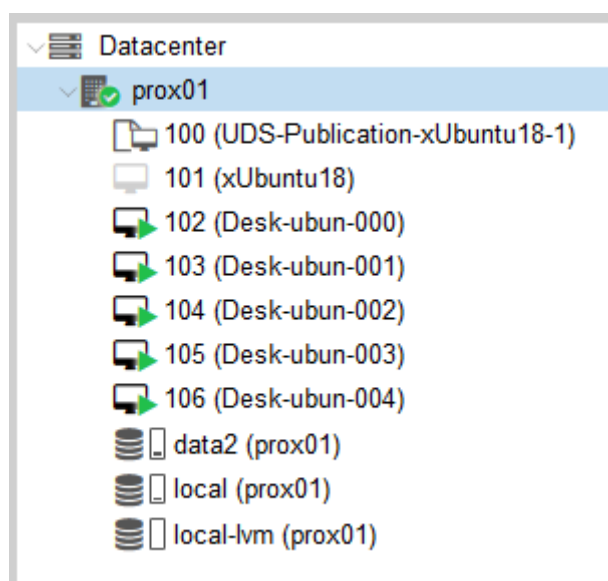 Datacenter
prox01
100 (UDS-Publication-xUbuntu18-1)
101 (xUbuntu18)
102 (Desk-ubun-000)
103 (Desk-ubun-001)
104 (Desk-ubun-002)
105 (Desk-ubun-003)
106 (Desk-ubun-004)
data2 (prox01)
local (prox01)
local-lvm (prox01)